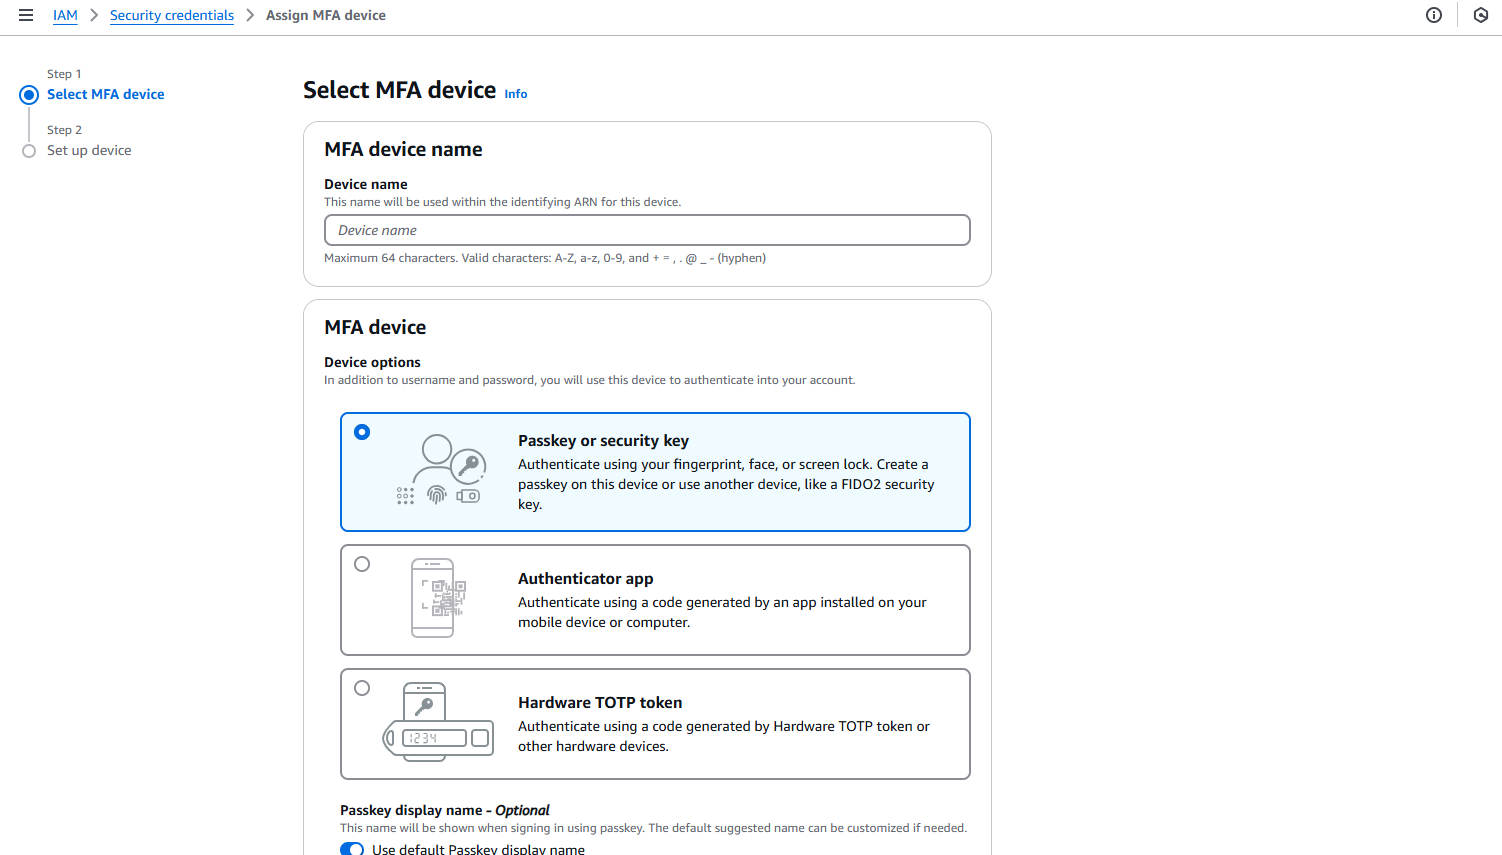 IAM > Security credentials > Assign MFA device
Step 1
Select MFA device
Step 2
Set up device
Select MFA device Info
MFA device name
Device name
This name will be used within the identifying ARN for this device.
Device name
Maximum 64 characters. Valid characters: A-Z, a-z, 0-9, and + = , . @ _ - (hyphen)
MFA device
Device options
In addition to username and password, you will use this device to authenticate into your account.
Passkey or security key
Authenticate using your fingerprint, face, or screen lock. Create a
passkey on this device or use another device, like a FIDO2 security
key.
Authenticator app
Authenticate using a code generated by an app installed on your
mobile device or computer.
1234
Hardware TOTP token
Authenticate using a code generated by Hardware TOTP token or
other hardware devices.
Passkey display name - Optional
This name will be shown when signing in using passkey. The default suggested name can be customized if needed.
Use default Passkey display name